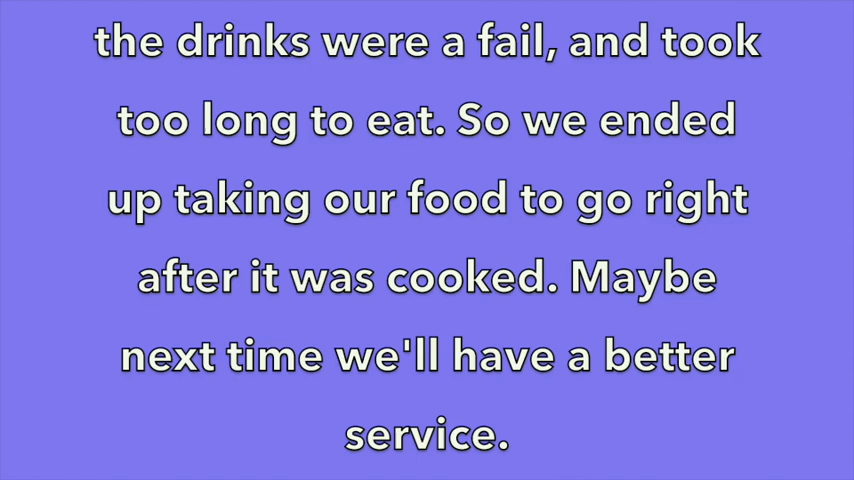 the drinks were a fail, and took
too long to eat. So we ended
up taking our food to go right
after it was cooked. Maybe
next time we'll have a better
service.